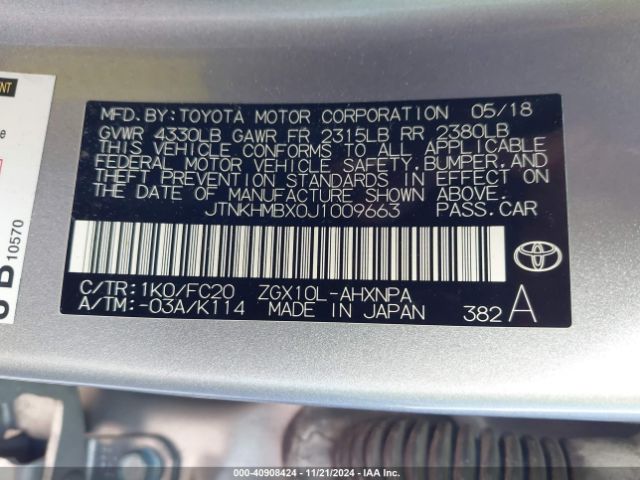 MFD.BY:TOYOTA MOTOR CORPORATION 05/18
GVWR 4330LB GAWR FR 2315LB RR 2380LB
THIS VEHICLE CONFORMS TO ALL APPLICABLE
FEDERAL MOTOR VEHICLE SAFETY,BUMPER,AND
THEFT PREVENTION STANDARDS IN EFFECT ON
THE DATE OF MANUFACTURE SHOWN ABOVE.
JTNKHMBX0J1009663 PASS.CAR
C/TR:1K0/FC20 ZGX10L-AHXNPA
A/TM:-03A/K114 MADE IN JAPAN 382 A
10570
000-40908424 - 11/21/2024 - IAA Inc.